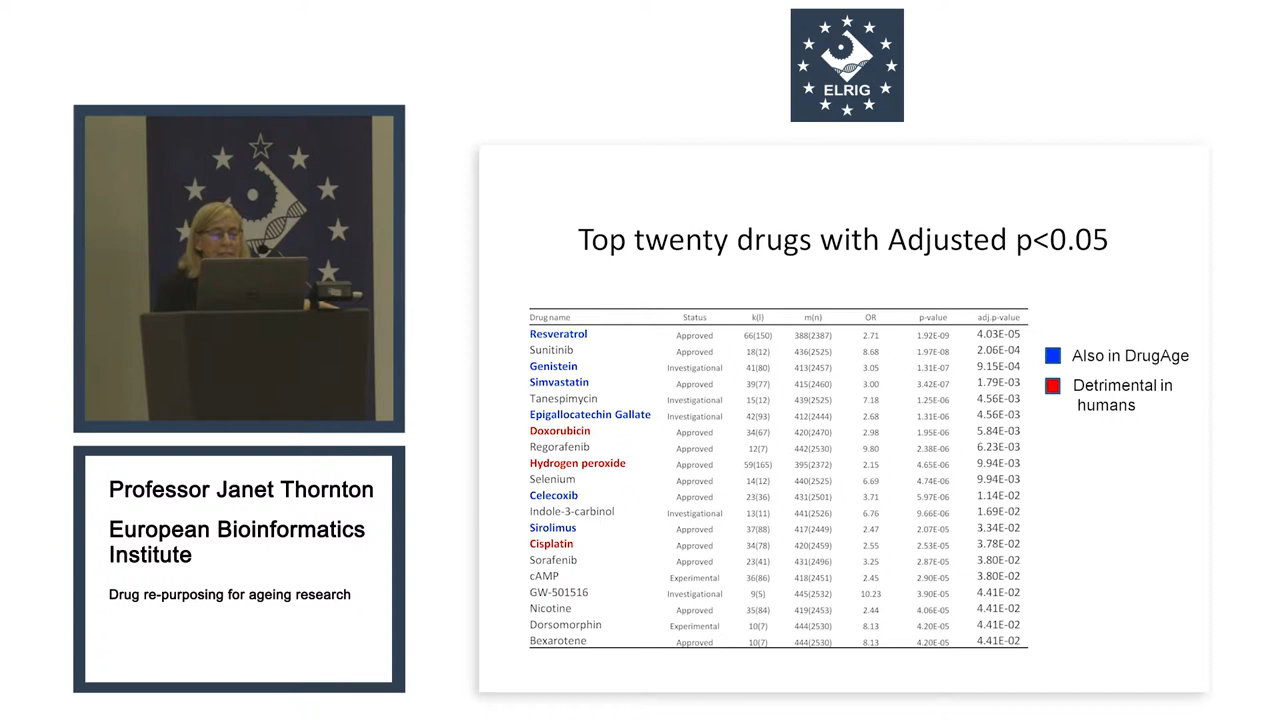 ELRIG
Professor Janet Thornton
European Bioinformatics
Institute
Drug re-purposing for ageing research
Top twenty drugs with Adjusted p<0.05
Drug name Status k(l) m(n) OR p-value adj.p-value
Resveratrol Approved 66(150) 388(2387) 2.71 1.92E-09 4.03E-05
Sunitinib Approved 18(12) 436(2525) 8.68 1.97E-08 2.06E-04
Genistein Investigational 41(80) 413(2457) 3.05 1.31E-07 9.15E-04
Simvastatin Approved 39(77) 415(2460) 3.00 3.42E-07 1.79E-03
Tanespimycin Investigational 15(12) 439(2525) 7.18 1.25E-06 4.56E-03
Epigallocatechin Gallate Investigational 42(93) 412(2444) 2.68 1.31E-06 4.56E-03
Doxorubicin Approved 34(67) 420(2470) 2.98 1.95E-06 5.84E-03
Regorafenib Approved 12(7) 442(2530) 9.80 2.38E-06 6.23E-03
Hydrogen peroxide Approved 59(165) 395(2372) 2.15 4.65E-06 9.94E-03
Selenium Approved 14(12) 440(2525) 6.69 4.74E-06 9.94E-03
Celecoxib Approved 23(36) 431(2501) 3.71 5.97E-06 1.14E-02
Indole-3-carbinol Investigational 13(11) 441(2526) 6.76 9.66E-06 1.69E-02
Sirolimus Approved 37(88) 417(2449) 2.47 2.07E-05 3.34E-02
Cisplatin Approved 34(78) 420(2459) 2.55 2.53E-05 3.78E-02
Sorafenib Approved 23(41) 431(2496) 3.25 2.87E-05 3.80E-02
cAMP Experimental 36(86) 418(2451) 2.45 2.90E-05 3.80E-02
GW-501516 Investigational 9(5) 445(2532) 10.23 3.90E-05 4.41E-02
Nicotine Approved 35(84) 419(2453) 2.44 4.06E-05 4.41E-02
Dorsomorphin Experimental 10(7) 444(2530) 8.13 4.20E-05 4.41E-02
Bexarotene Approved 10(7) 444(2530) 8.13 4.20E-05 4.41E-02
Also in DrugAge
Detrimental in
humans